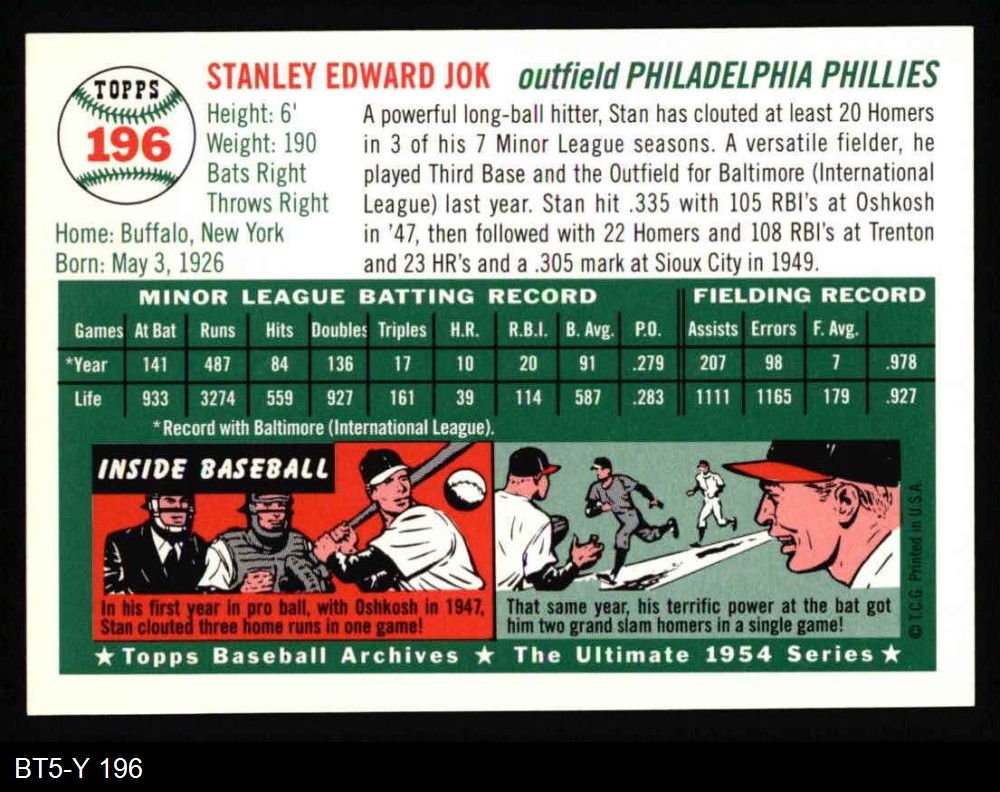 TOPPS
196
STANLEY EDWARD JOK outfield PHILADELPHIA PHILLIES
Height: 6'
Weight: 190
Bats Right
Throws Right
Home: Buffalo, New York
Born: May 3, 1926
A powerful long-ball hitter, Stan has clouted at least 20 Homers
in 3 of his 7 Minor League seasons. A versatile fielder, he
played Third Base and the Outfield for Baltimore (International
League) last year. Stan hit .335 with 105 RBI's at Oshkosh
in '47, then followed with 22 Homers and 108 RBI's at Trenton
and 23 HR's and a .305 mark at Sioux City in 1949.
MINOR LEAGUE BATTING RECORD FIELDING RECORD
Games At Bat Runs Hits Doubles Triples H.R. R.B.I. B. Avg. P.O. Assists Errors F. Avg.
*Year 141 487 84 136 17 10 20 91 .279 207 98 7 .978
Life 933 3274 559 927 161 39 114 587 .283 1111 1165 179 .927
*Record with Baltimore (International League).
INSIDE BASEBALL
In his first year in pro ball, with Oshkosh in 1947,
Stan clouted three home runs in one game!
That same year, his terrific power at the bat got
him two grand slam homers in a single game!
© T.C.G. Printed in U.S.A.
★ Topps Baseball Archives ★ The Ultimate 1954 Series ★
BT5-Y 196